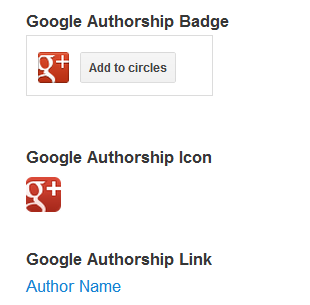 Google Authorship Badge
g+ Add to circles
Google Authorship Icon
g+
Google Authorship Link
Author Name